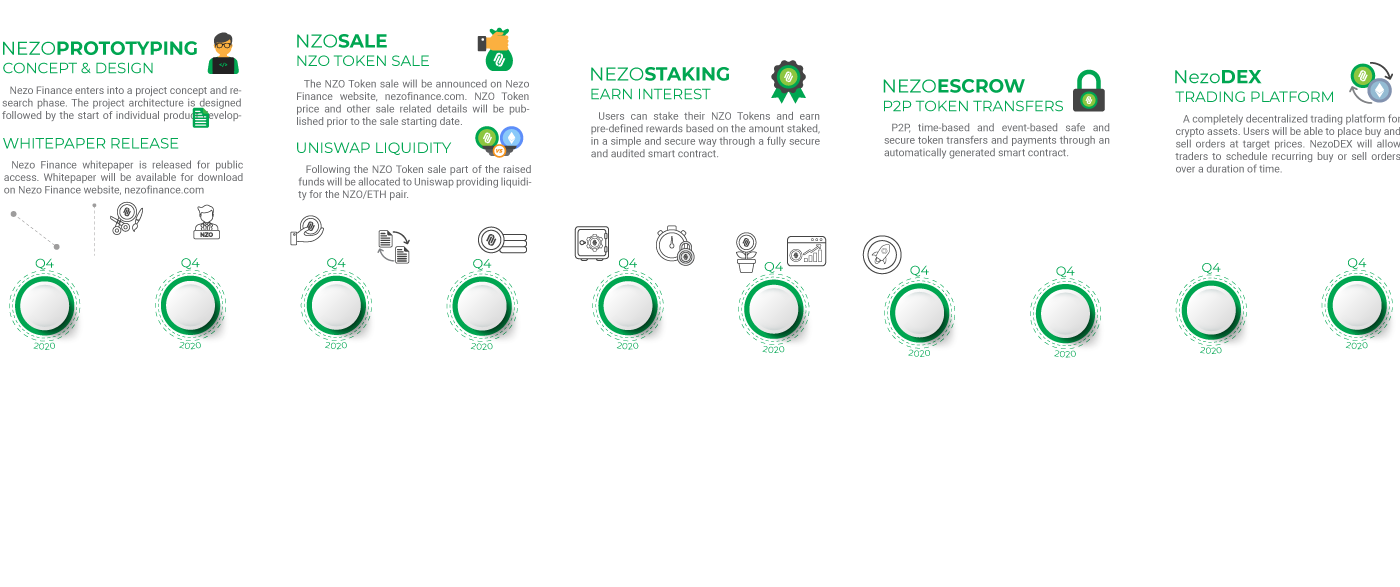 NEZOPROTOTYPING
CONCEPT & DESIGN
Nezo Finance enters into a project concept and re-
search phase. The project architecture is designed
followed by the start of individual product develop-
WHITEPAPER RELEASE
Nezo Finance whitepaper is released for public
access. Whitepaper will be available for download
on Nezo Finance website, nezofinance.com
NZOSALE
NZO TOKEN SALE
The NZO Token sale will be announced on Nezo
Finance website, nezofinance.com. NZO Token
price and other sale related details will be pub-
lished prior to the sale starting date.
UNISWAP LIQUIDITY
VS
Following the NZO Token sale part of the raised
funds will be allocated to Uniswap providing liquidi-
ty for the NZO/ETH pair.
NEZOSTAKING
EARN INTEREST
Users can stake their NZO Tokens and earn
pre-defined rewards based on the amount staked,
in a simple and secure way through a fully secure
and audited smart contract.
NEZOESCROW
P2P TOKEN TRANSFERS
P2P, time-based and event-based safe and
secure token transfers and payments through an
automatically generated smart contract.
NezoDEX
TRADING PLATFORM
A completely decentralized trading platform for
crypto assets. Users will be able to place buy and
sell orders at target prices. NezoDEX will allow
traders to schedule recurring buy or sell orders
over a duration of time.
NZO
Q4
2020
Q4
2020
Q4
2020
Q4
2020
Q4
2020
Q4
2020
Q4
2020
Q4
2020
Q4
2020
Q4
2020